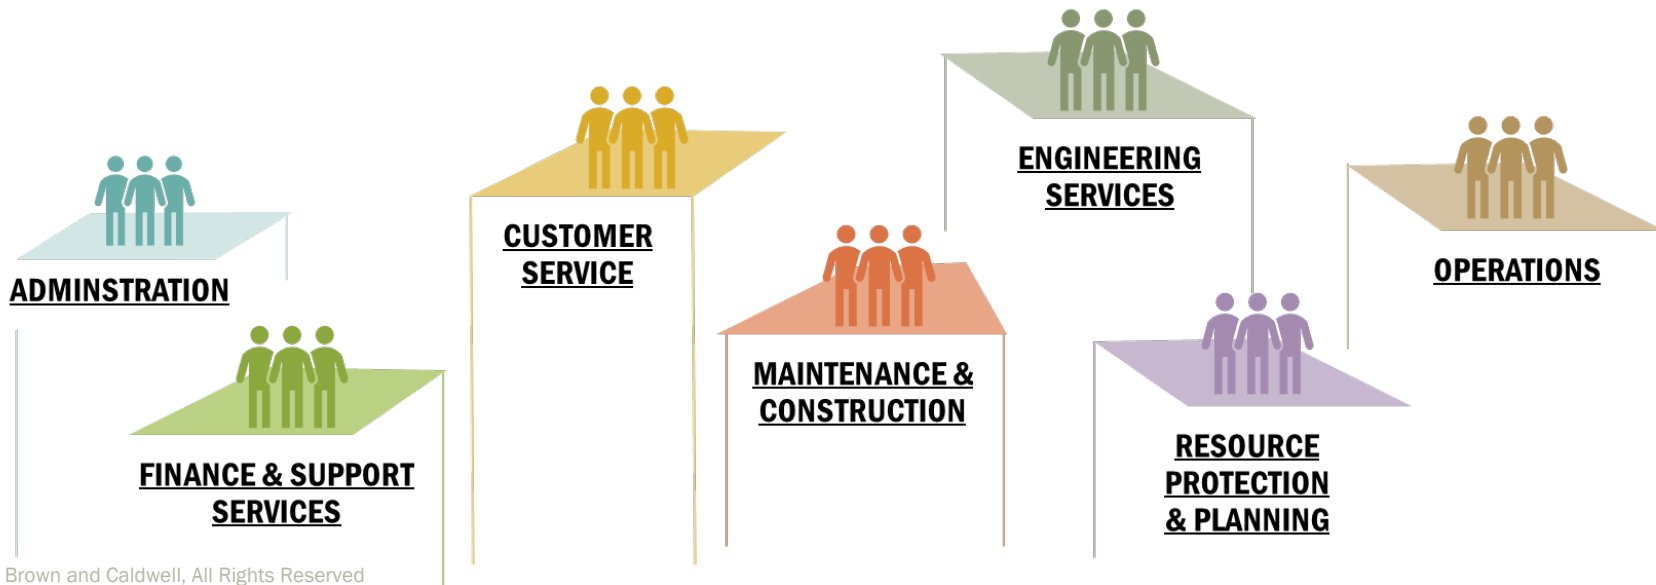 ADMINSTRATION
FINANCE & SUPPORT
SERVICES
CUSTOMER
SERVICE
MAINTENANCE &
CONSTRUCTION
ENGINEERING
SERVICES
RESOURCE
PROTECTION
& PLANNING
OPERATIONS
Brown and Caldwell, All Rights Reserved